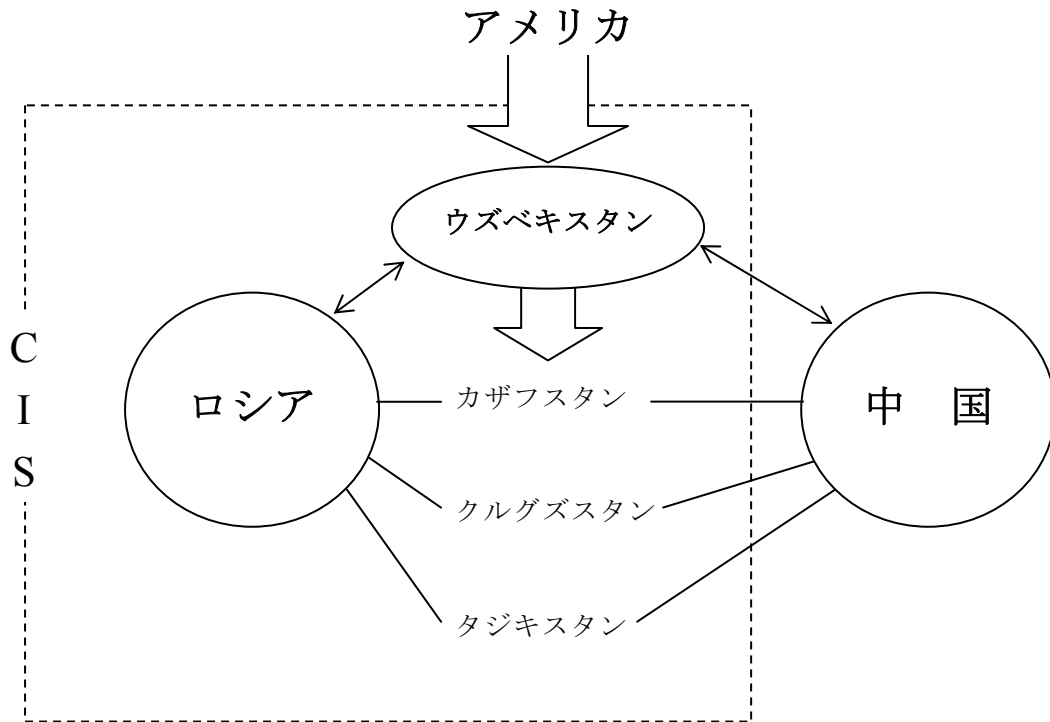 アメリカ
ウズベキスタン
C
I
S
ロシア
カザフスタン
中　国
クルグズスタン
タジキスタン